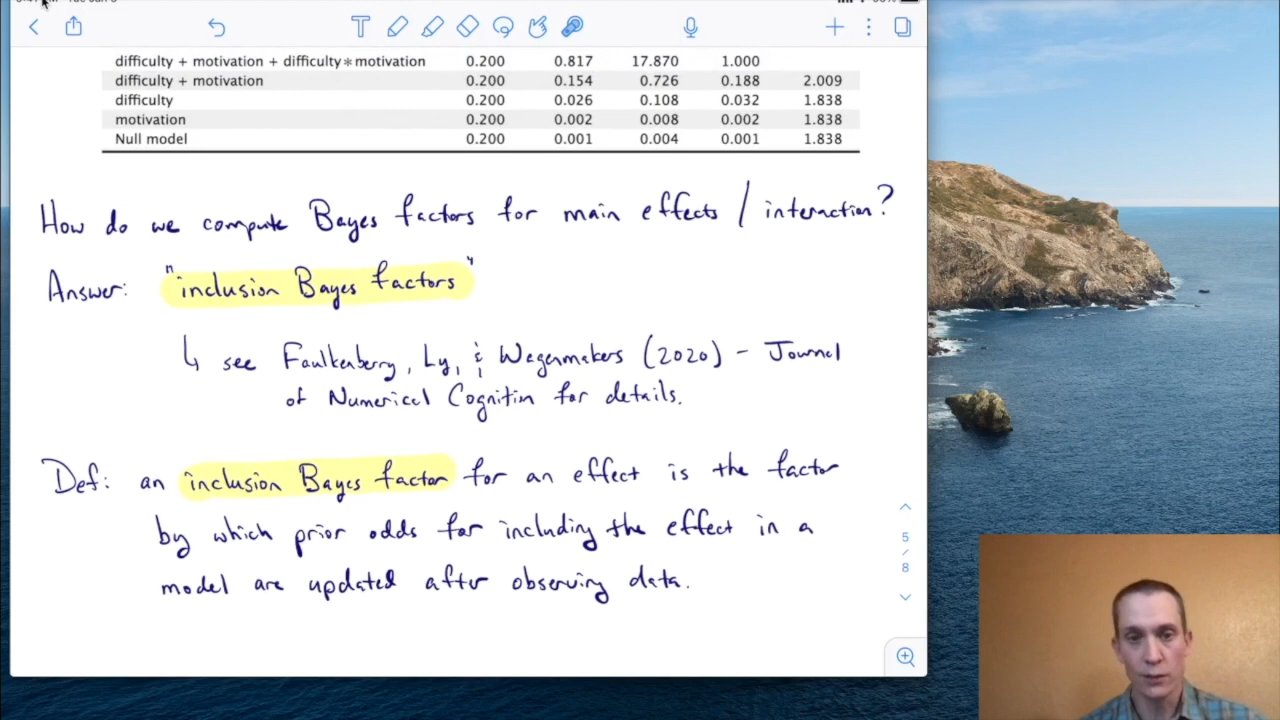 difficulty + motivation + difficulty*motivation 0.200 0.817 17.870 1.000
difficulty + motivation 0.200 0.154 0.726 0.188 2.009
difficulty 0.200 0.026 0.108 0.032 1.838
motivation 0.200 0.002 0.008 0.002 1.838
Null model 0.200 0.001 0.004 0.001 1.838
How do we compute Bayes factors for main effects / interaction?
Answer: "inclusion Bayes factors"
↳ see Faulkenberry, Ly, & Wagenmakers (2020) - Journal
of Numerical Cognition for details.
Def: an inclusion Bayes factor for an effect is the factor
by which prior odds for including the effect in a
model are updated after observing data.
5
/
8